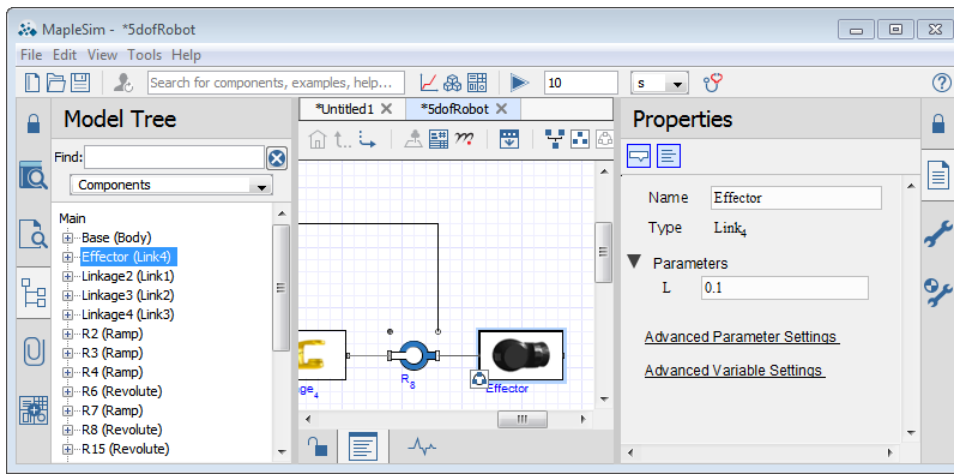 MapleSim - *5dofRobot
File Edit View Tools Help
Search for components, examples, help...
10
s
Model Tree
Find:
Components
Main
Base (Body)
Effector (Link4)
Linkage2 (Link1)
Linkage3 (Link2)
Linkage4 (Link3)
R2 (Ramp)
R3 (Ramp)
R4 (Ramp)
R6 (Revolute)
R7 (Ramp)
R8 (Revolute)
R15 (Revolute)
*Untitled1
*5dofRobot
t..
ge4
R8
Effector
Properties
Name Effector
Type Link4
Parameters
L 0.1
Advanced Parameter Settings
Advanced Variable Settings